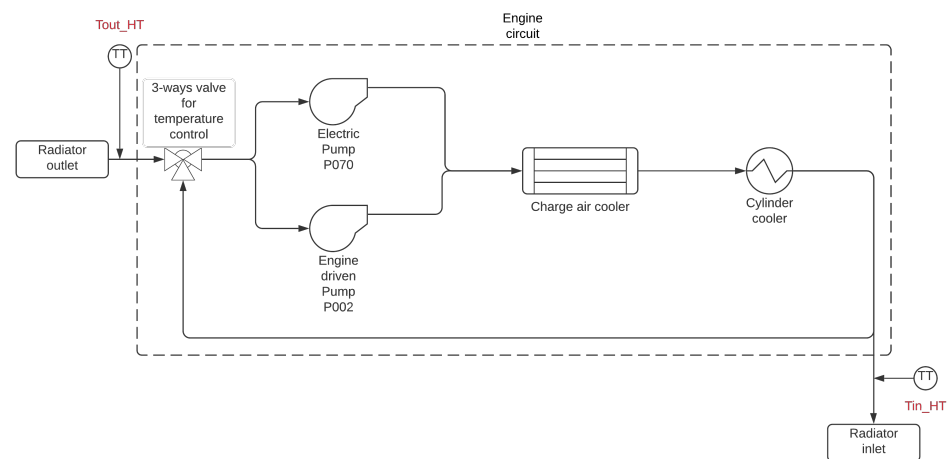 Engine
circuit
Tout_HT
TT
3-ways valve
for
temperature
control
Radiator
outlet
Electric
Pump
P070
Charge air cooler
Cylinder
cooler
Engine
driven
Pump
P002
TT
Tin_HT
Radiator
inlet